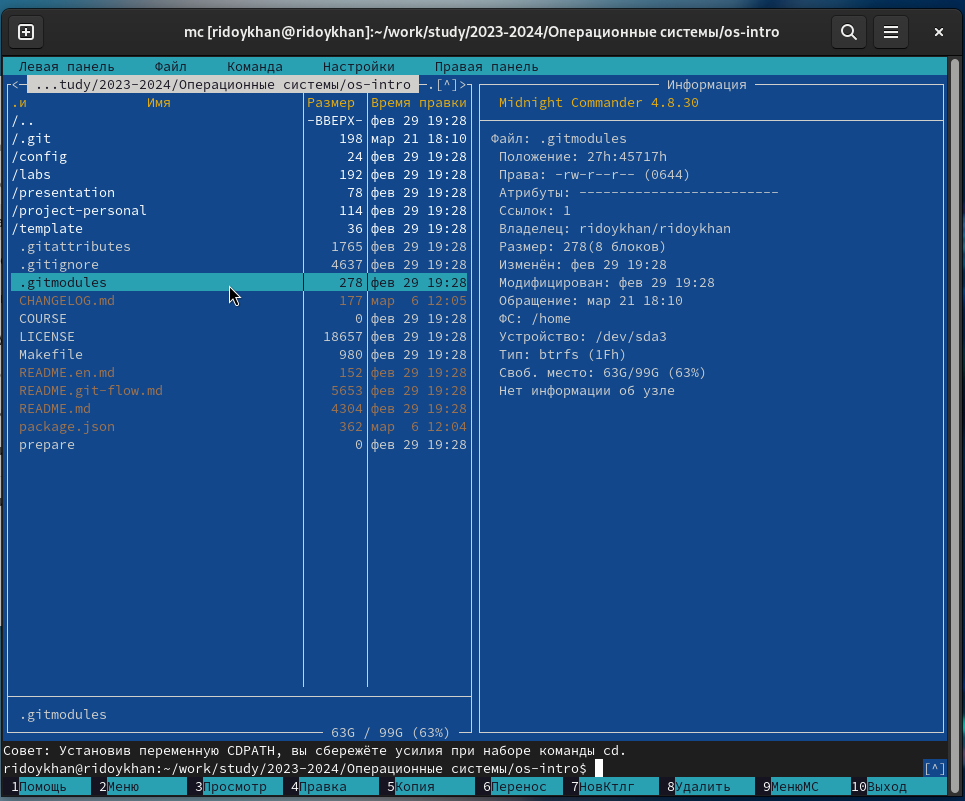 mc [ridoykhan@ridoykhan]:~/work/study/2023-2024/Операционные системы/os-intro
Левая панель Файл Команда Настройки Правая панель
<─ ...tudy/2023-2024/Операционные системы/os-intro ─.[^]>
.и Имя Размер Время правки
/.. -ВВЕРХ- фев 29 19:28
/.git 198 мар 21 18:10
/config 24 фев 29 19:28
/labs 192 фев 29 19:28
/presentation 78 фев 29 19:28
/project-personal 114 фев 29 19:28
/template 36 фев 29 19:28
.gitattributes 1765 фев 29 19:28
.gitignore 4637 фев 29 19:28
.gitmodules 278 фев 29 19:28
CHANGELOG.md 177 мар 6 12:05
COURSE 0 фев 29 19:28
LICENSE 18657 фев 29 19:28
Makefile 980 фев 29 19:28
README.en.md 152 фев 29 19:28
README.git-flow.md 5653 фев 29 19:28
README.md 4304 фев 29 19:28
package.json 362 мар 6 12:04
prepare 0 фев 29 19:28
.gitmodules
63G / 99G (63%)
Информация
Midnight Commander 4.8.30
Файл: .gitmodules
Положение: 27h:45717h
Права: -rw-r--r-- (0644)
Атрибуты: -------------------------
Ссылок: 1
Владелец: ridoykhan/ridoykhan
Размер: 278(8 блоков)
Изменён: фев 29 19:28
Модифицирован: фев 29 19:28
Обращение: мар 21 18:10
ФС: /home
Устройство: /dev/sda3
Тип: btrfs (1Fh)
Своб. место: 63G/99G (63%)
Нет информации об узле
Совет: Установив переменную CDPATH, вы сбережёте усилия при наборе команды cd.
ridoykhan@ridoykhan:~/work/study/2023-2024/Операционные системы/os-intro$ [^]
1Помощь 2Меню 3Просмотр 4Правка 5Копия 6Перенос 7НовКтлг 8Удалить 9МенюМС 10Выход